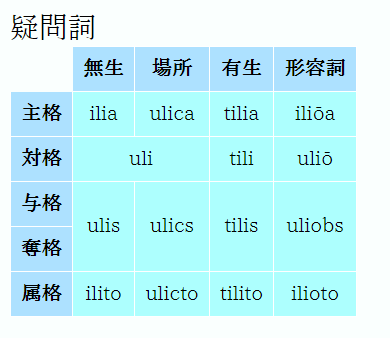 疑問詞
無生 場所 有生 形容詞
主格 ilia ulica tilia iliōa
対格 uli tili uliō
与格
ulis ulics tilis uliobs
奪格
属格 ilito ulicto tilito ilioto